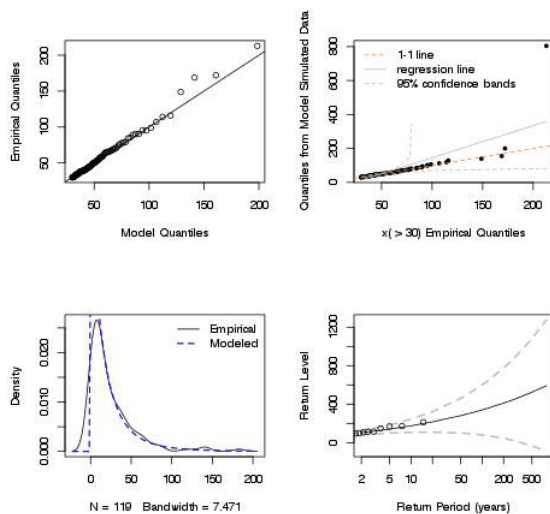 Empirical Quantiles
200
150
100
50
50
100
150
200
Model Quantiles
Quantiles from Model Simulated Data
800
600
400
200
0
1-1 line
regression line
95% confidence bands
50
100
150
200
x( > 30) Empirical Quantiles
Density
0.020
0.010
0.000
Empirical
Modeled
0
50
100
150
200
N = 119 Bandwidth = 7.471
Return Level
1200
800
400
0
2
5
10
50
200
500
Return Period (years)